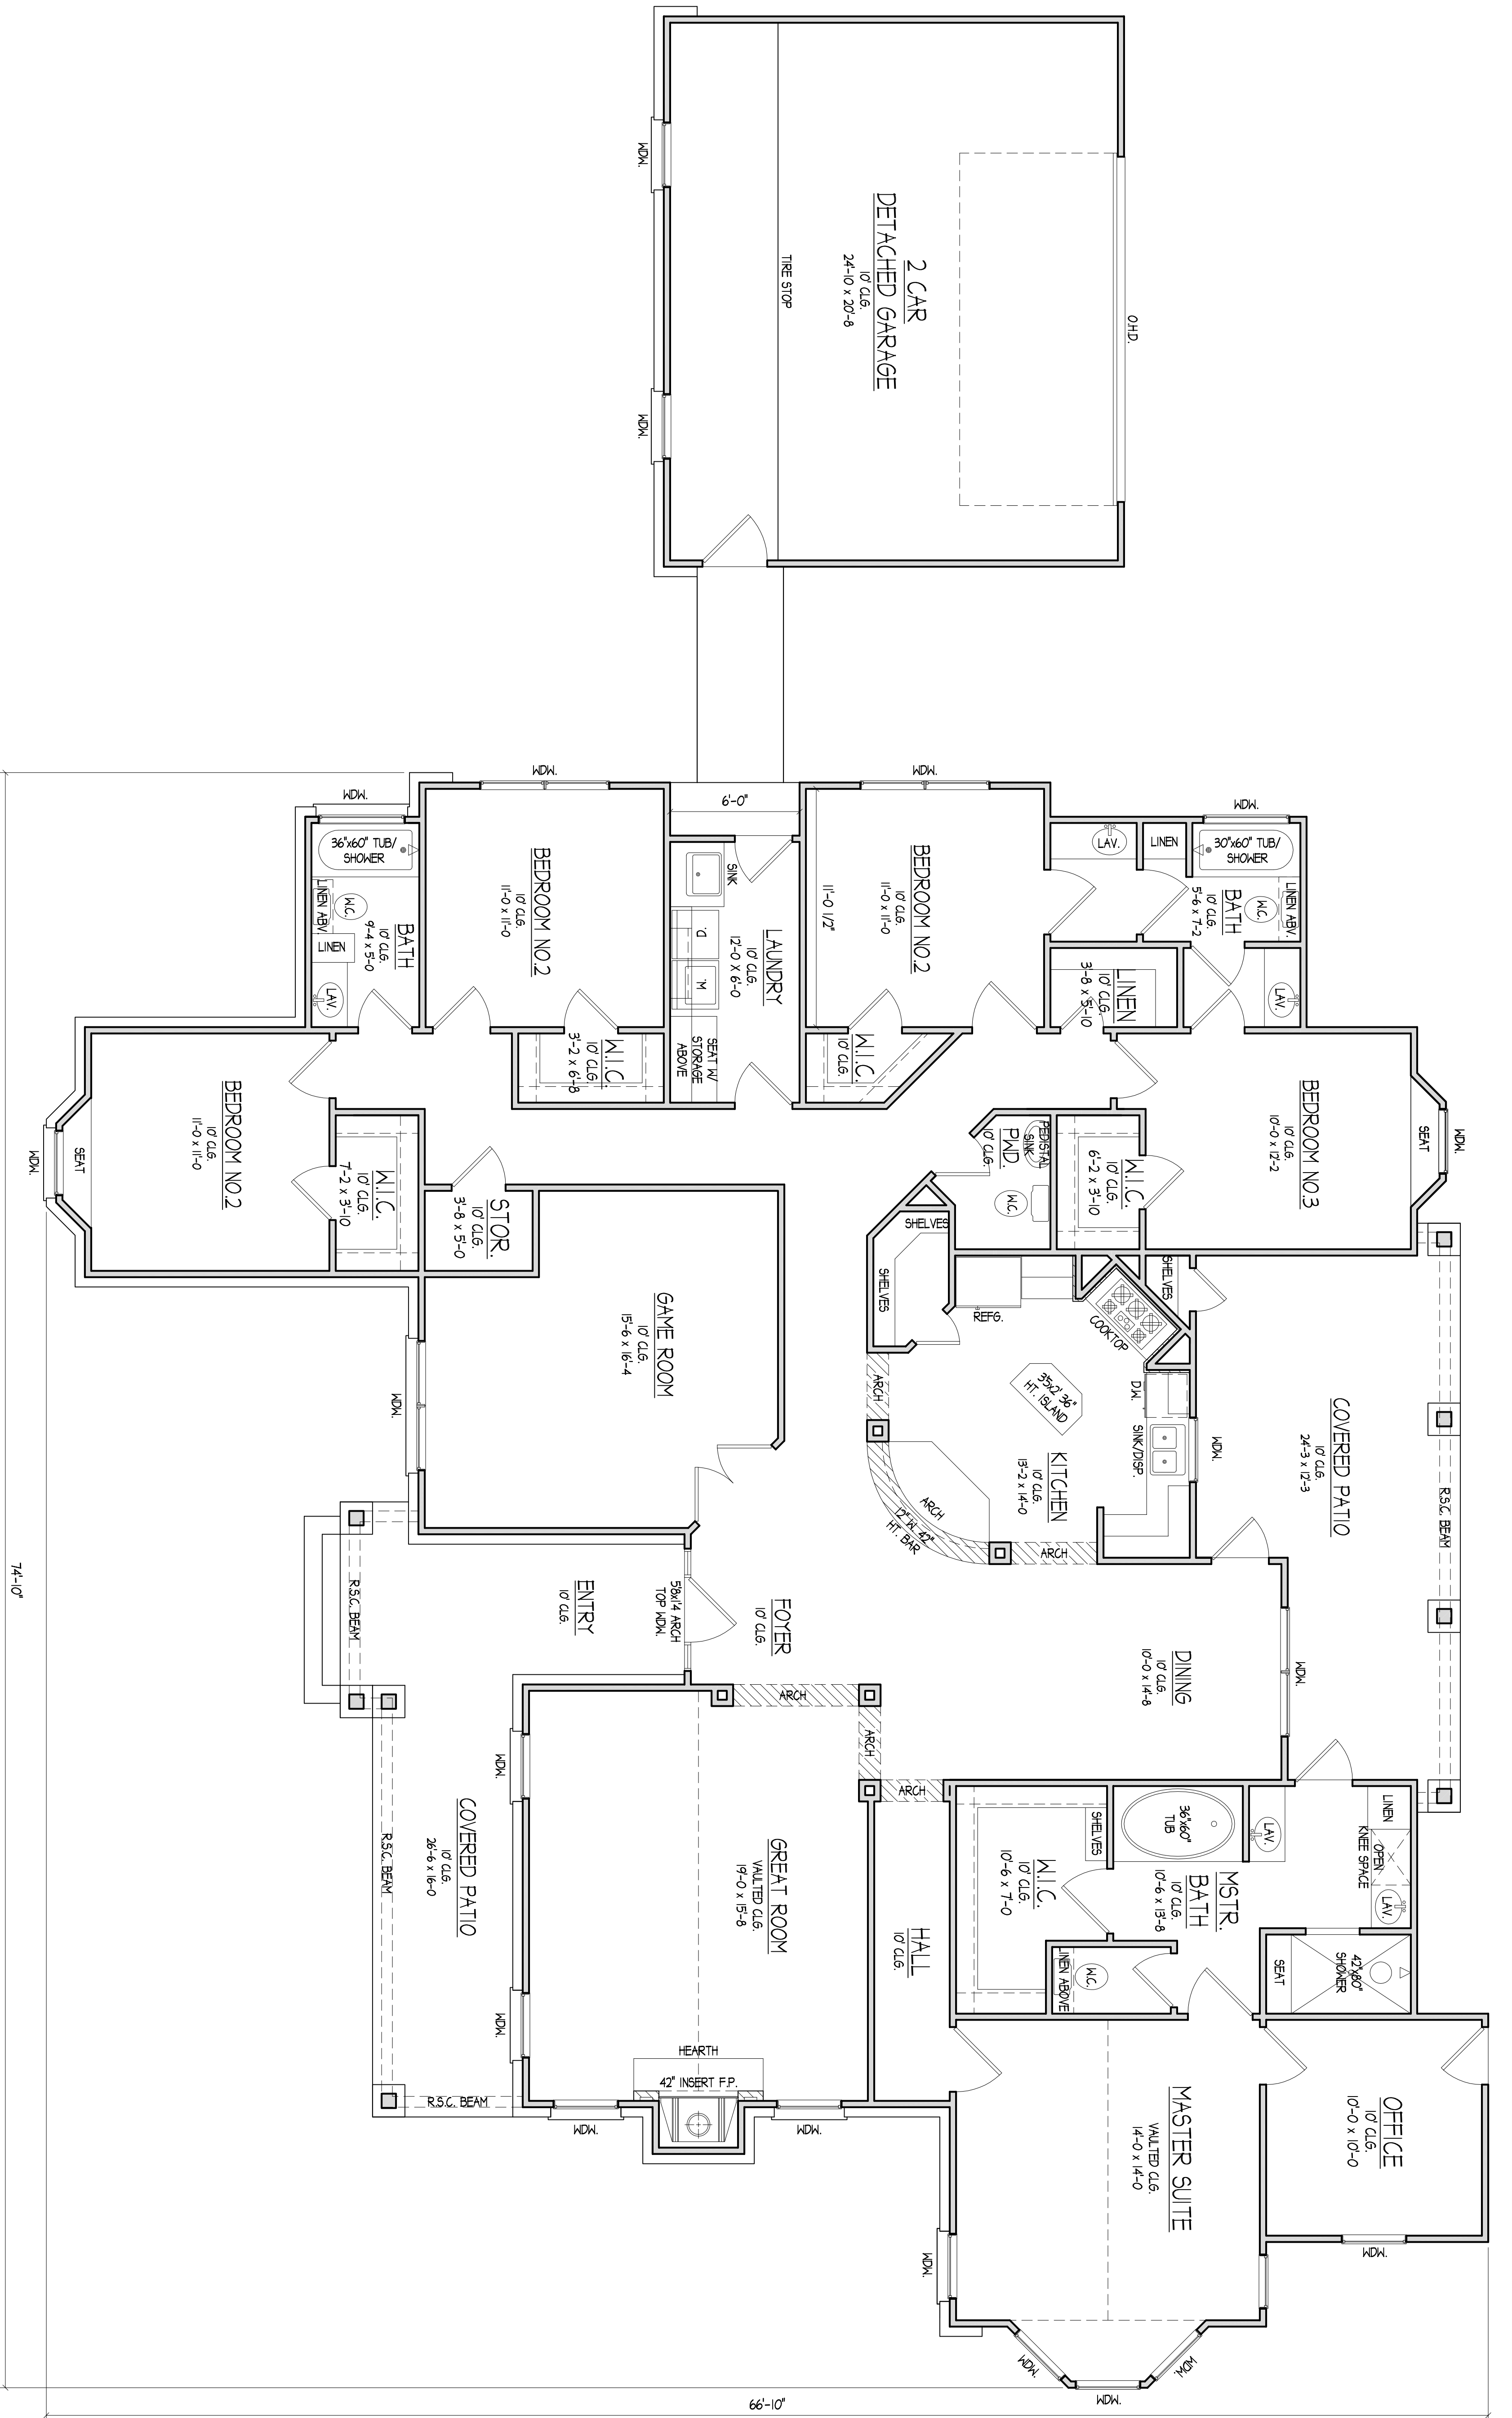 2 CAR
DETACHED GARAGE
10' CLG.
24'-10 x 20'-8
O.H.D.
TIRE STOP
WDW.
WDW.
WDW.
BEDROOM NO.2
10' CLG.
11'-0 x 11'-0
6'-0"
WDW.
BEDROOM NO.2
10' CLG.
11'-0 x 11'-0
11'-0 1/2"
WDW.
WDW.
36"x60" TUB/
SHOWER
W.C.
LINEN ABV.
LINEN
LAV.
BATH
10' CLG.
9'-4 x 5'-0
SINK
D.
W
LAUNDRY
10' CLG.
12'-0 X 6'-0
SEAT W/
STORAGE
ABOVE
LAV.
LINEN
30"x60" TUB/
SHOWER
LINEN ABV.
W.C.
BATH
10' CLG.
5'-6 x 7'-2
LAV.
LINEN
10' CLG.
3'-8 x 5'-10
W.I.C.
10' CLG.
3'-2 x 6'-8
W.I.C.
10' CLG.
BEDROOM NO.2
10' CLG.
11'-0 x 11'-0
SEAT
WDW.
W.I.C.
10' CLG.
7'-2 x 3'-10
STOR.
10' CLG.
3'-8 x 5'-0
PEDISTAL
SINK
PWD.
10' CLG.
W.C.
W.I.C.
10' CLG.
6'-2 x 3'-10
BEDROOM NO.3
10' CLG.
10'-0 x 12'-2
SEAT
WDW.
SHELVES
SHELVES
SHELVES
REFG.
COOKTOP
GAME ROOM
10' CLG.
15'-6 x 16'-4
WDW.
ARCH
35x2' 36"
HT. ISLAND
D.W.
SINK/DISP.
WDW.
KITCHEN
10' CLG.
13'-2 x 14'-0
ARCH
12" W 42"
HT. BAR
ARCH
COVERED PATIO
10' CLG.
24'-3 x 12'-3
R.S.C. BEAM
R.S.C. BEAM
ENTRY
10' CLG.
5'8x1'4 ARCH
TOP WDW.
FOYER
10' CLG.
DINING
10'-0 x 14'-8
10' CLG.
WDW.
74'-10"
ARCH
ARCH
ARCH
WDW.
COVERED PATIO
10' CLG.
26'-6 x 16-0
R.S.C. BEAM
WDW.
R.S.C. BEAM
GREAT ROOM
VAULTED CLG.
19'-0 x 15'-8
HEARTH
42" INSERT F.P.
WDW.
WDW.
HALL
10' CLG.
SHELVES
W.I.C.
10' CLG.
10'-6 x 7'-0
36"x60"
TUB
LAV.
LINEN
OPEN
KNEE SPACE
LAV.
MSTR.
BATH
10' CLG.
10'-6 x 13'-8
W.C.
LINEN ABOVE
42"x80"
SHOWER
SEAT
MASTER SUITE
VAULTED CLG.
14'-0 x 14'-0
OFFICE
10' CLG.
10'-0 x 10'-0
WDW.
WDW.
WDW.
WDW.
WDW.
66'-10"